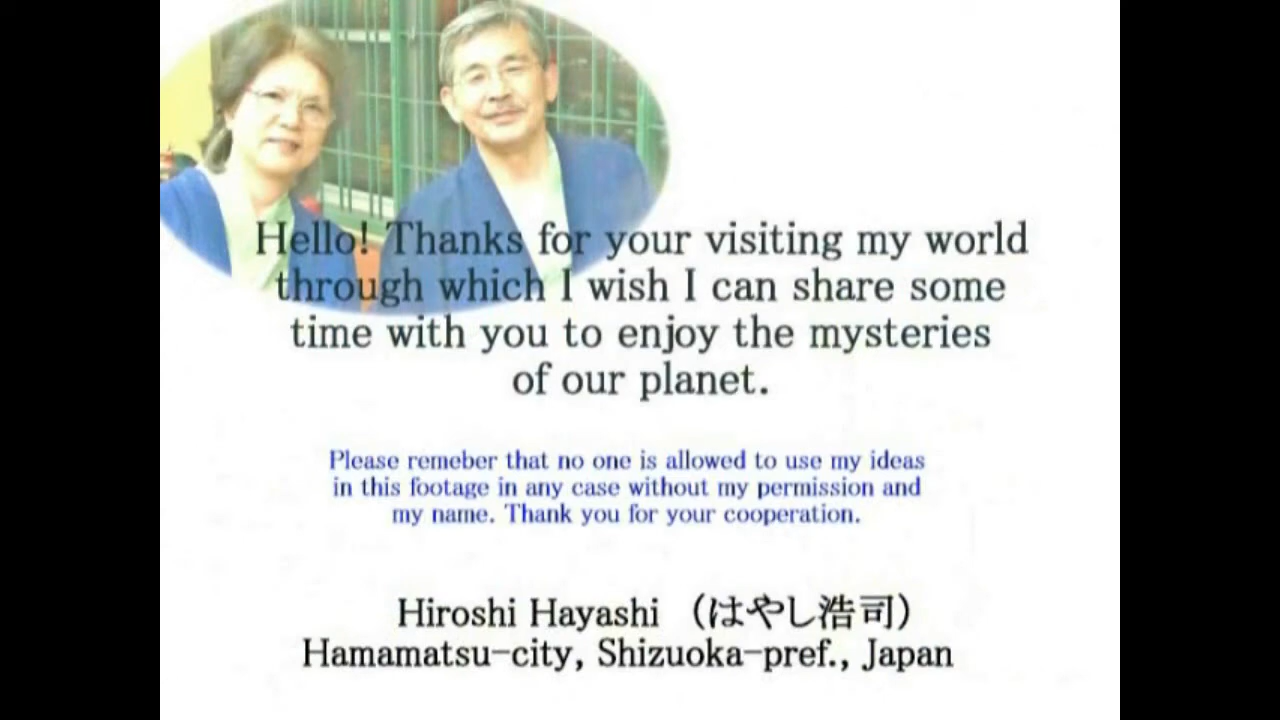 Hello! Thanks for your visiting my world
through which I wish I can share some
time with you to enjoy the mysteries
of our planet.
Please remeber that no one is allowed to use my ideas
in this footage in any case without my permission and
my name. Thank you for your cooperation.
Hiroshi Hayashi （はやし浩司）
Hamamatsu-city, Shizuoka-pref., Japan